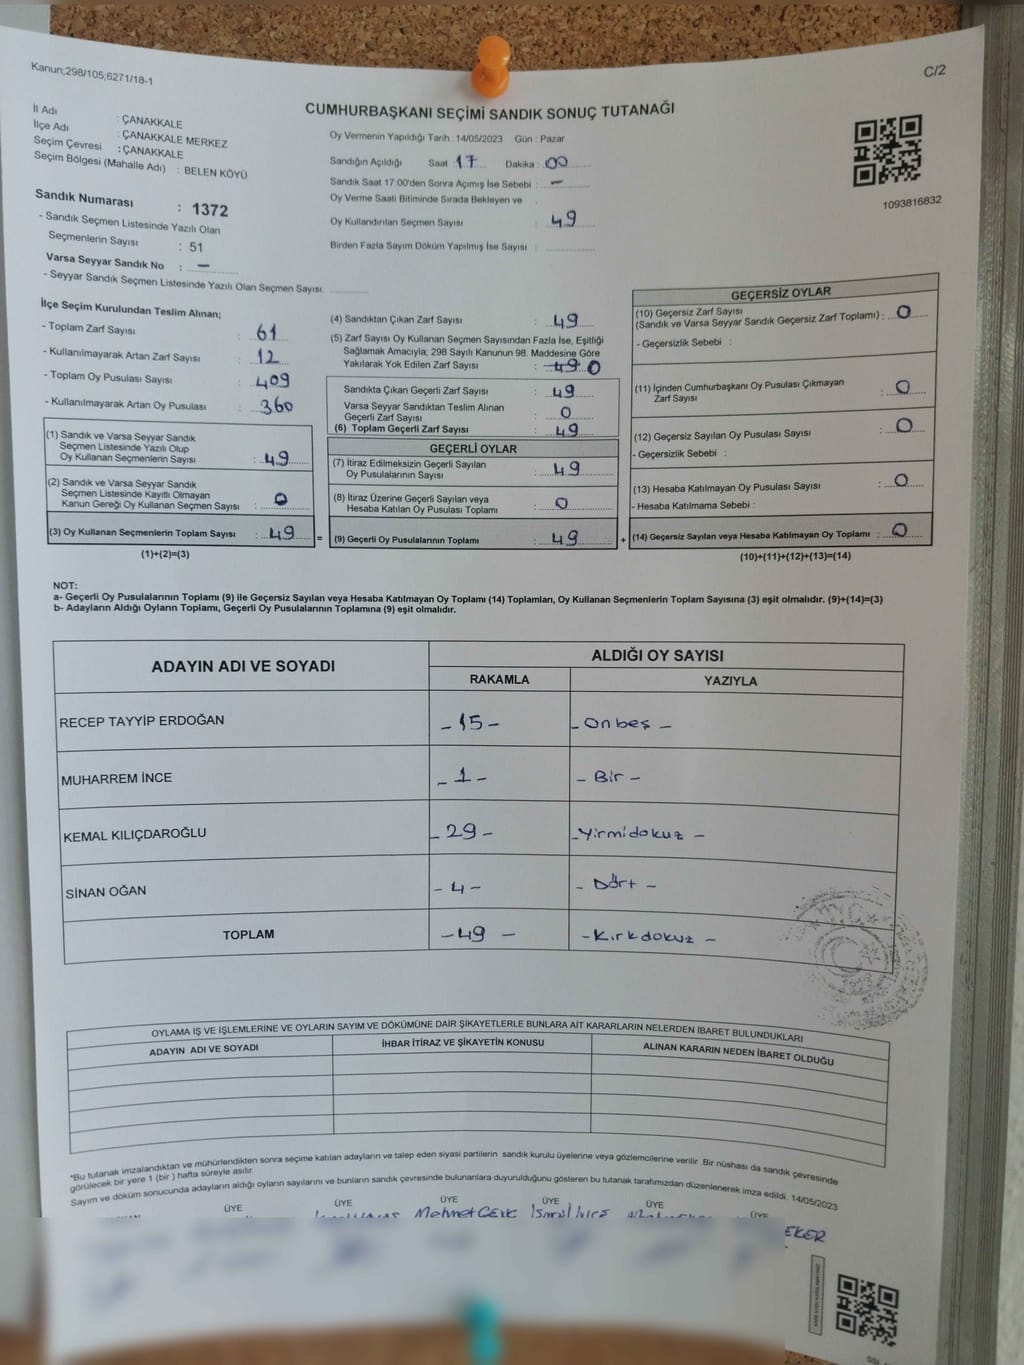 Kanun;298/105;6271/18-1
C/2
CUMHURBAŞKANI SEÇİMİ SANDIK SONUÇ TUTANAĞI
İl Adı : ÇANAKKALE
İlçe Adı : ÇANAKKALE MERKEZ
Seçim Çevresi : ÇANAKKALE
Seçim Bölgesi (Mahalle Adı) : BELEN KÖYÜ
Sandık Numarası : 1372
- Sandık Seçmen Listesinde Yazılı Olan
Seçmenlerin Sayısı : 51
Varsa Seyyar Sandık No : –
- Seyyar Sandık Seçmen Listesinde Yazılı Olan Seçmen Sayısı:
Oy Vermenin Yapıldığı Tarih : 14/05/2023 Gün : Pazar
Sandığın Açıldığı Saat : 17 Dakika : 00
Sandık Saat 17:00'den Sonra Açımış İse Sebebi : –
Oy Verme Saati Bitiminde Sırada Bekleyen ve
Oy Kullandırılan Seçmen Sayısı : 49
Birden Fazla Sayım Döküm Yapılmış İse Sayısı :
1093816832
İlçe Seçim Kurulundan Teslim Alınan;
- Toplam Zarf Sayısı : 61
- Kullanılmayarak Artan Zarf Sayısı : 12
- Toplam Oy Pusulası Sayısı : 409
- Kullanılmayarak Artan Oy Pusulası : 360
(1) Sandık ve Varsa Seyyar Sandık
Seçmen Listesinde Yazılı Olup
Oy Kullanan Seçmenlerin Sayısı : 49
(2) Sandık ve Varsa Seyyar Sandık
Seçmen Listesinde Kayıtlı Olmayan
Kanun Gereği Oy Kullanan Seçmen Sayısı : 0
(3) Oy Kullanan Seçmenlerin Toplam Sayısı : 49 =
(1)+(2)=(3)
(4) Sandıktan Çıkan Zarf Sayısı : 49
(5) Zarf Sayısı Oy Kullanan Seçmen Sayısından Fazla İse, Eşitliği
Sağlamak Amacıyla; 298 Sayılı Kanunun 98. Maddesine Göre
Yakılarak Yok Edilen Zarf Sayısı : 49 0
Sandıkta Çıkan Geçerli Zarf Sayısı : 49
Varsa Seyyar Sandıktan Teslim Alınan
Geçerli Zarf Sayısı : 0
(6) Toplam Geçerli Zarf Sayısı : 49
GEÇERLİ OYLAR
(7) İtiraz Edilmeksizin Geçerli Sayılan
Oy Pusulalarının Sayısı : 49
(8) İtiraz Üzerine Geçerli Sayılan veya
Hesaba Katılan Oy Pusulası Toplamı : 0
(9) Geçerli Oy Pusulalarının Toplamı : 49 +
GEÇERSİZ OYLAR
(10) Geçersiz Zarf Sayısı
(Sandık ve Varsa Seyyar Sandık Geçersiz Zarf Toplamı) : 0
- Geçersizlik Sebebi :
(11) İçinden Cumhurbaşkanı Oy Pusulası Çıkmayan
Zarf Sayısı : 0
(12) Geçersiz Sayılan Oy Pusulası Sayısı : 0
- Geçersizlik Sebebi :
(13) Hesaba Katılmayan Oy Pusulası Sayısı : 0
- Hesaba Katılmama Sebebi :
(14) Geçersiz Sayılan veya Hesaba Katılmayan Oy Toplamı : 0
(10)+(11)+(12)+(13)=(14)
NOT:
a- Geçerli Oy Pusulalarının Toplamı (9) ile Geçersiz Sayılan veya Hesaba Katılmayan Oy Toplamı (14) Toplamları, Oy Kullanan Seçmenlerin Toplam Sayısına (3) eşit olmalıdır. (9)+(14)=(3)
b- Adayların Aldığı Oyların Toplamı, Geçerli Oy Pusulalarının Toplamına (9) eşit olmalıdır.
ADAYIN ADI VE SOYADI
ALDIĞI OY SAYISI
RAKAMLA YAZIYLA
RECEP TAYYİP ERDOĞAN -15- -Onbeş-
MUHARREM İNCE -1- -Bir-
KEMAL KILIÇDAROĞLU -29- -Yirmidokuz-
SİNAN OĞAN -4- -Dört-
TOPLAM -49- -Kırkdokuz-
OYLAMA İŞ VE İŞLEMLERİNE VE OYLARIN SAYIM VE DÖKÜMÜNE DAİR ŞİKAYETLERLE BUNLARA AİT KARARLARIN NELERDEN İBARET BULUNDUKLARI
ADAYIN ADI VE SOYADI İHBAR İTİRAZ VE ŞİKAYETİN KONUSU ALINAN KARARIN NEDEN İBARET OLDUĞU
*Bu tutanak imzalandıktan ve mühürlendikten sonra seçime katılan adayların ve talep eden siyasi partilerin sandık kurulu üyelerine veya gözlemcilerine verilir .Bir nüshası da sandık çevresinde
görülecek bir yere 1 (bir ) hafta süreyle asılır.
Sayım ve döküm sonucunda adayların aldığı oyların sayılarını ve bunların sandık çevresinde bulunanlara duyurulduğunu gösteren bu tutanak tarafımızdan düzenlenerek imza edildi. 14/05/2023
ÜYE ÜYE ÜYE ÜYE ÜYE ÜYE
Mehmet
EKER